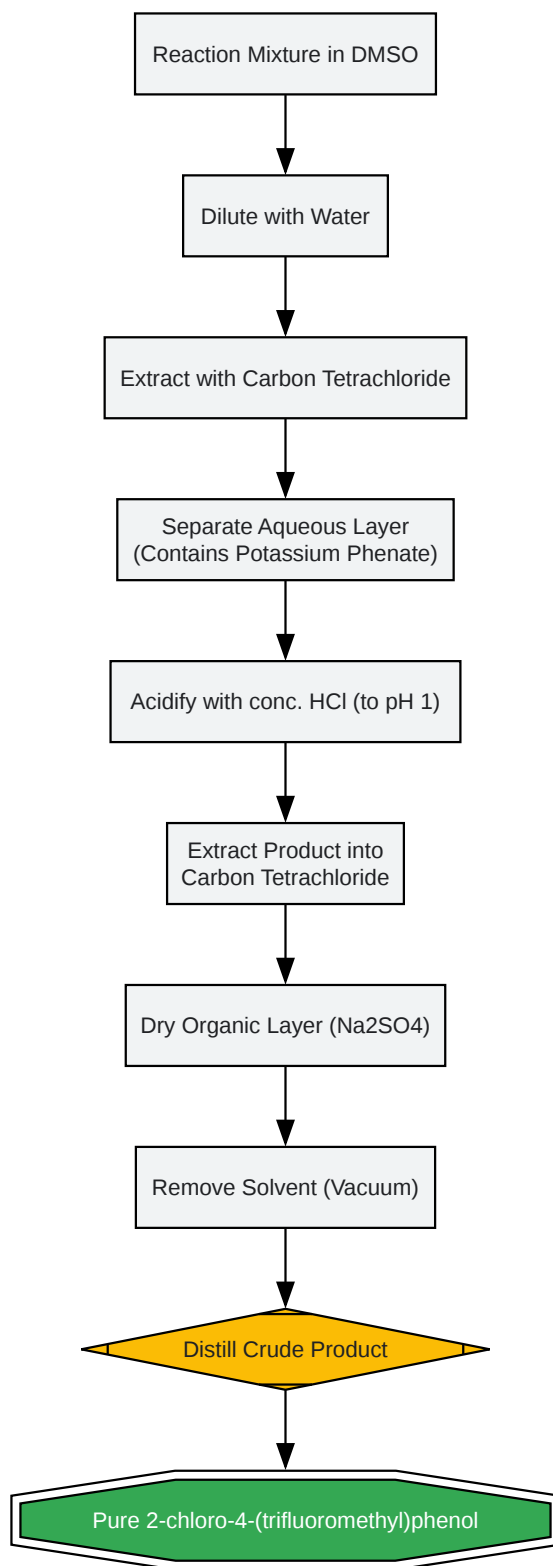 Reaction Mixture in DMSO
Dilute with Water
Extract with Carbon Tetrachloride
Separate Aqueous Layer
(Contains Potassium Phenate)
Acidify with conc. HCl (to pH 1)
Extract Product into
Carbon Tetrachloride
Dry Organic Layer (Na2SO4)
Remove Solvent (Vacuum)
Distill Crude Product
Pure 2-chloro-4-(trifluoromethyl)phenol